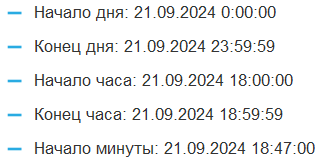 Начало дня: 21.09.2024 0:00:00
Конец дня: 21.09.2024 23:59:59
Начало часа: 21.09.2024 18:00:00
Конец часа: 21.09.2024 18:59:59
Начало минуты: 21.09.2024 18:47:00